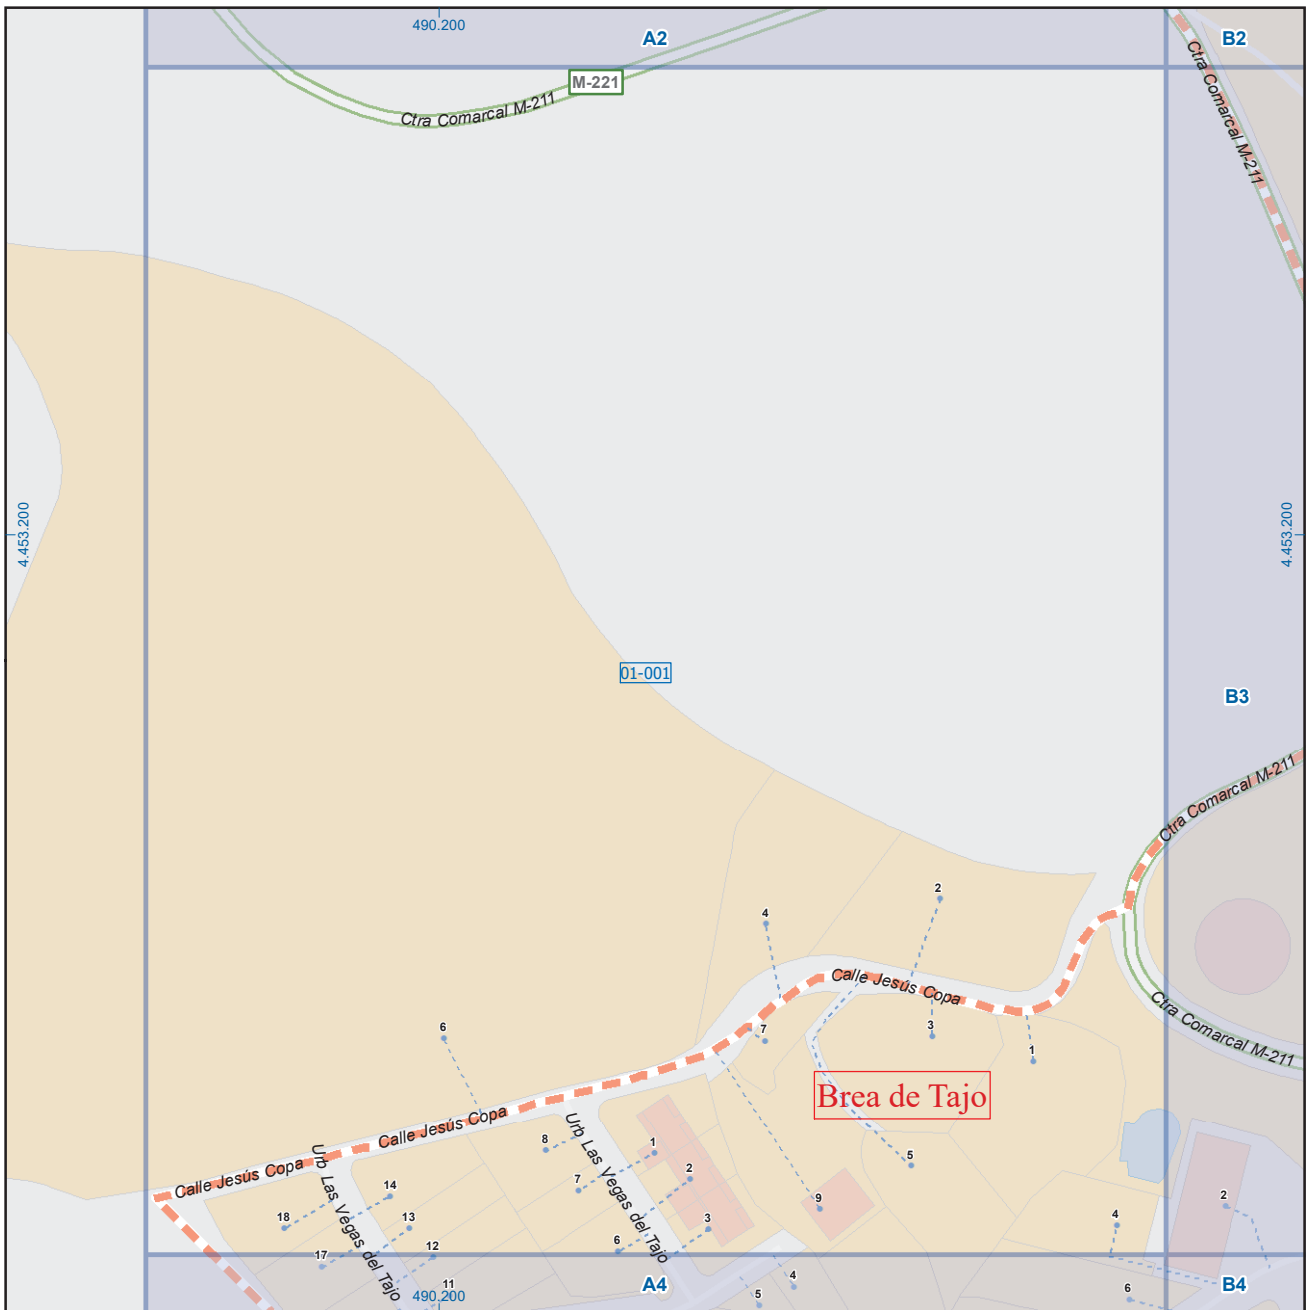 490.200
A2
B2
M-221
Ctra Comarcal M-211
Ctra Comarcal M-211
4.453.200
4.453.200
01-001
B3
Ctra Comarcal M-211
2
4
Calle Jesús Copa
Ctra Comarcal M-211
6
7
3
1
Brea de Tajo
Calle Jesús Copa
Urb Las Vegas del Tajo
8
1
Calle Jesús Copa
Urb Las Vegas del Tajo
5
2
7
14
9
2
18
13
3
4
17
12
6
11
490.200
A4
4
5
B4
6